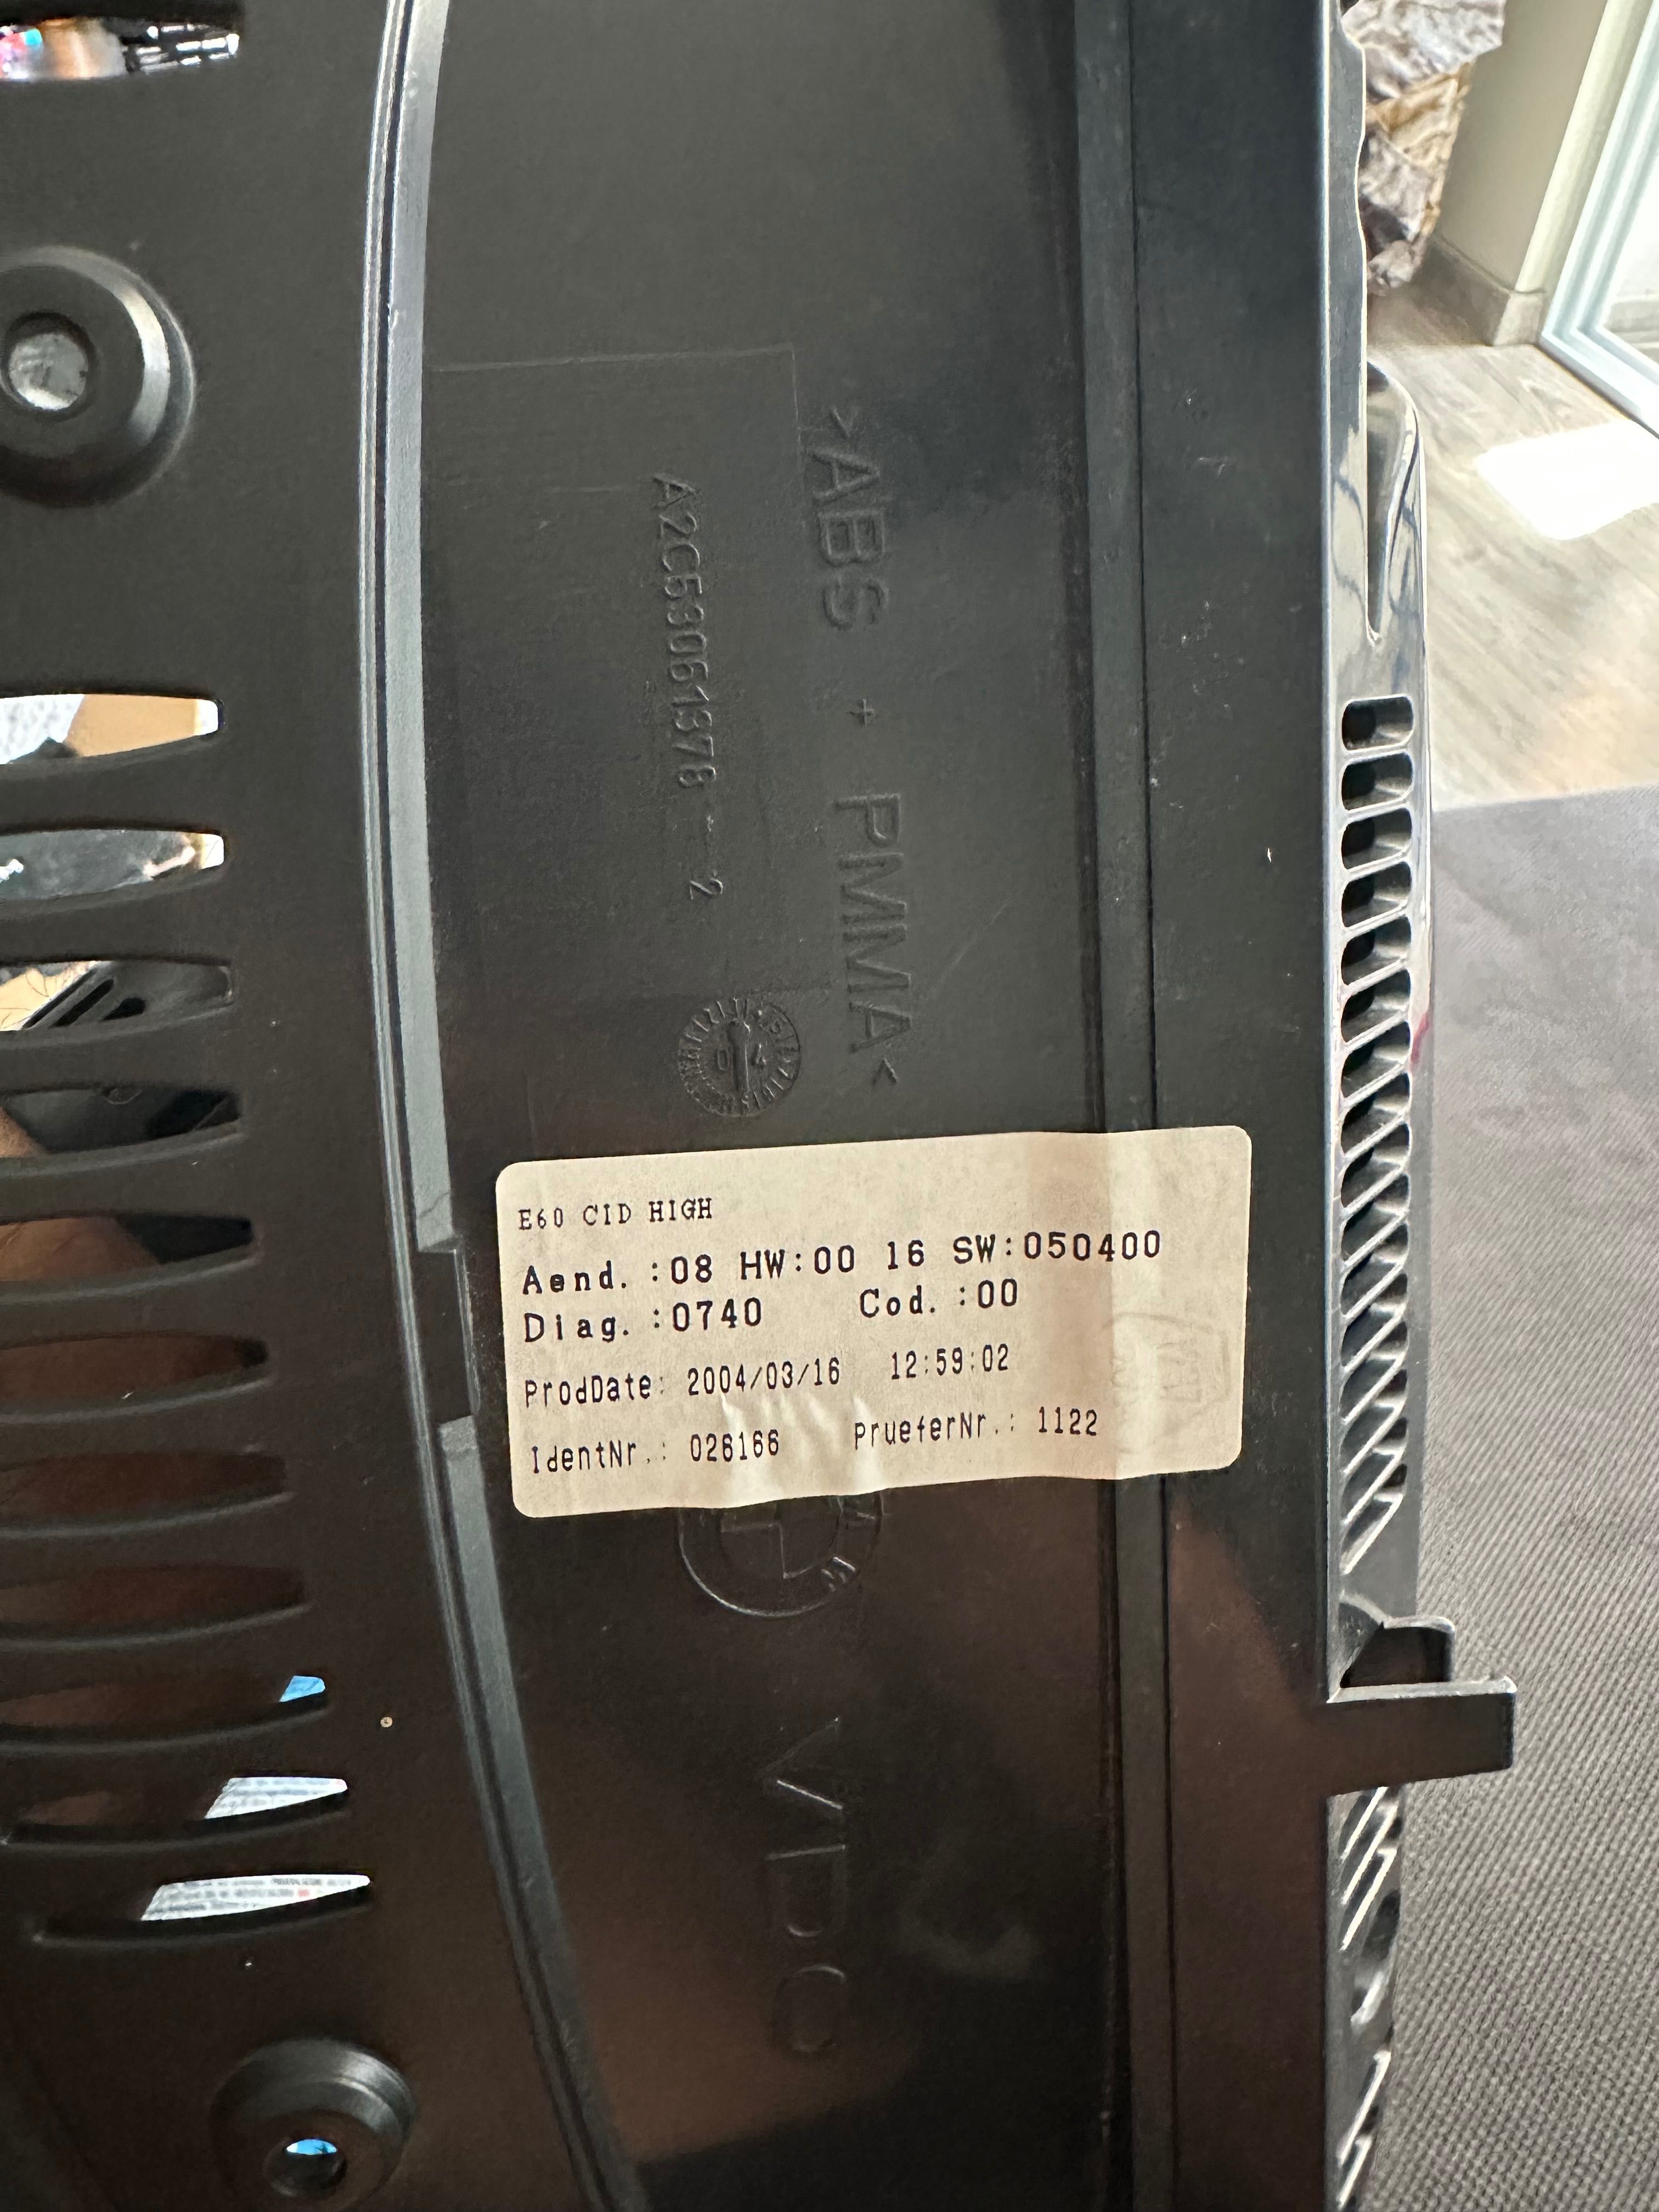 >ABS + PMMA<
A2C53061378 - 2
04
E60 CID HIGH
Aend. :08 HW:00 16 SW:050400
Diag. :0740 Cod. :00
ProdDate: 2004/03/16 12:59:02
IdentNr.: 026166 PrueferNr.: 1122
VDO